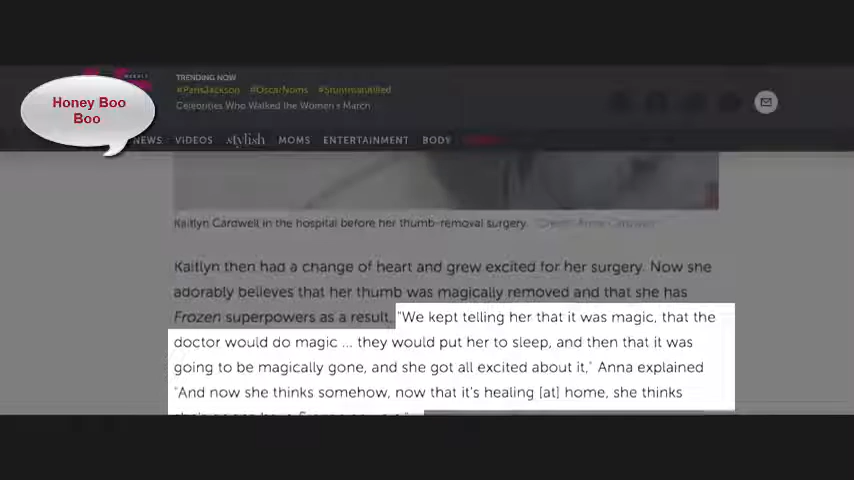 WEEKLY
TRENDING NOW
#ParisJackson #OscarNoms #StuntmanKilled
Celebrities Who Walked the Women's March
Honey Boo
Boo
NEWS VIDEOS stylish MOMS ENTERTAINMENT BODY
Kaitlyn Cardwell in the hospital before her thumb-removal surgery. Credit: Anna Cardwell
Kaitlyn then had a change of heart and grew excited for her surgery. Now she
adorably believes that her thumb was magically removed and that she has
Frozen superpowers as a result. "We kept telling her that it was magic, that the
doctor would do magic ... they would put her to sleep, and then that it was
going to be magically gone, and she got all excited about it," Anna explained
"And now she thinks somehow, now that it's healing [at] home, she thinks